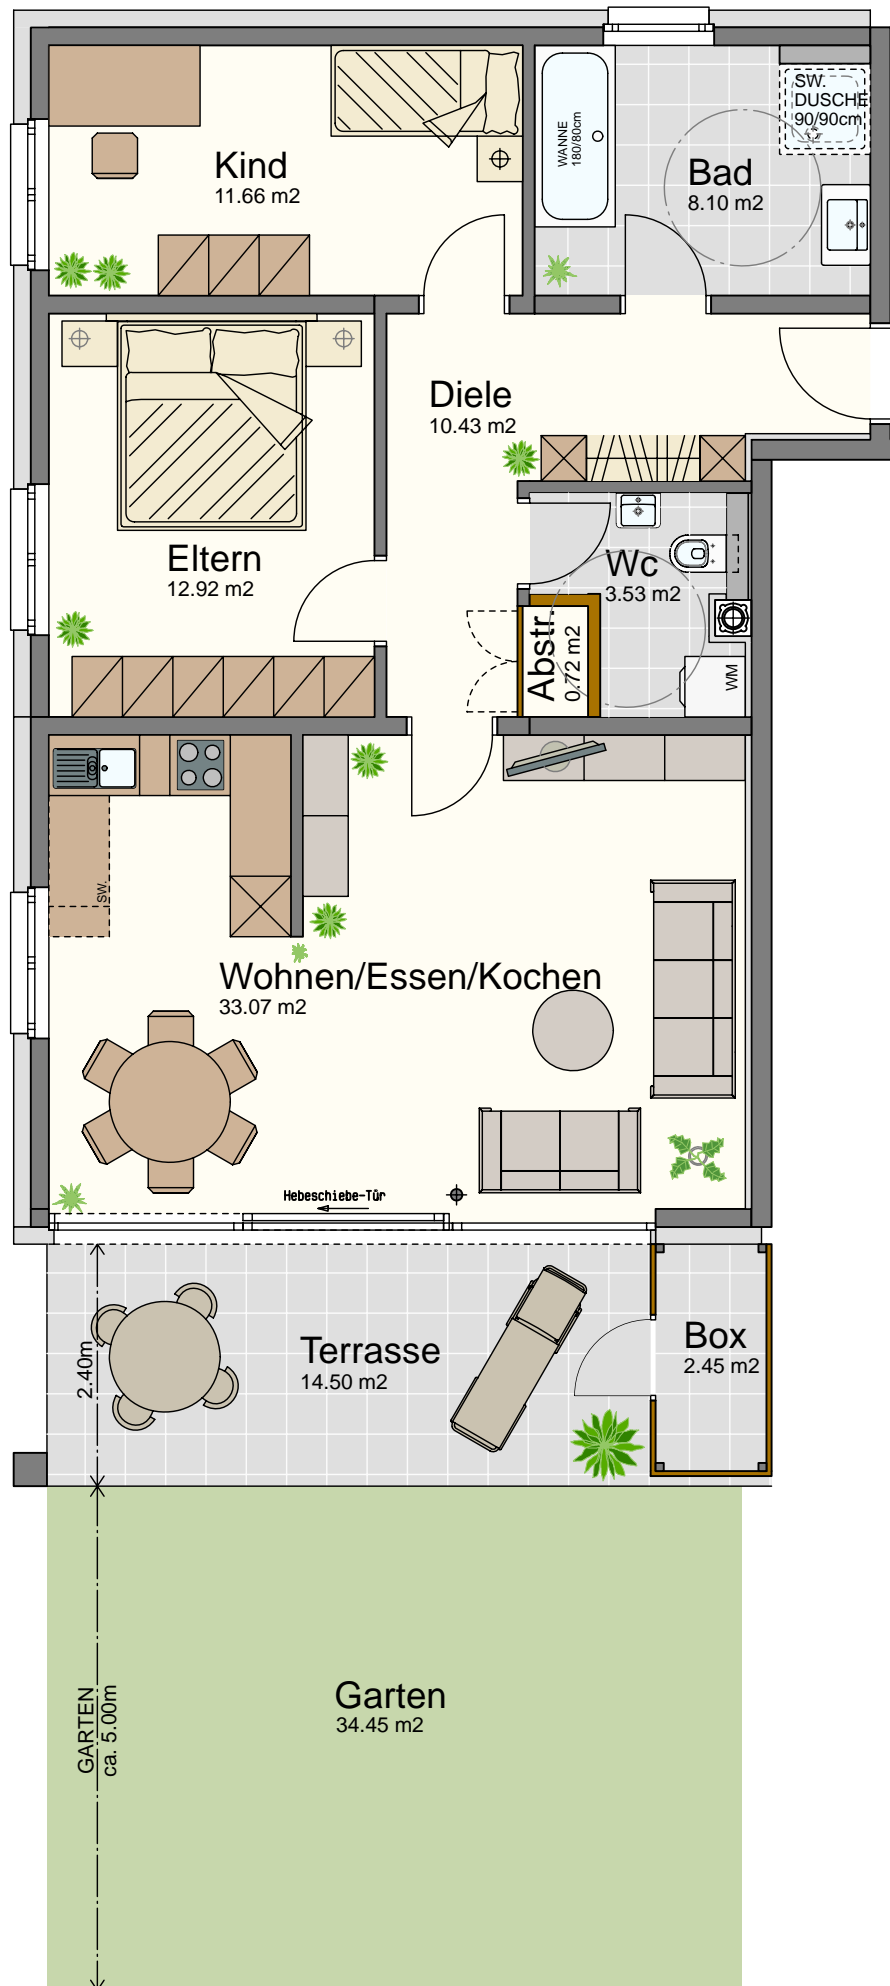 Kind
11.66 m2
WANNE
180/80cm
SW.
DUSCHE
90/90cm
Bad
8.10 m2
Diele
10.43 m2
Eltern
12.92 m2
Wc
3.53 m2
Abstr.
0.72 m2
WM
SW.
Wohnen/Essen/Kochen
33.07 m2
Hebeschiebe-Tür
2.40m
Terrasse
14.50 m2
Box
2.45 m2
GARTEN
ca. 5.00m
Garten
34.45 m2